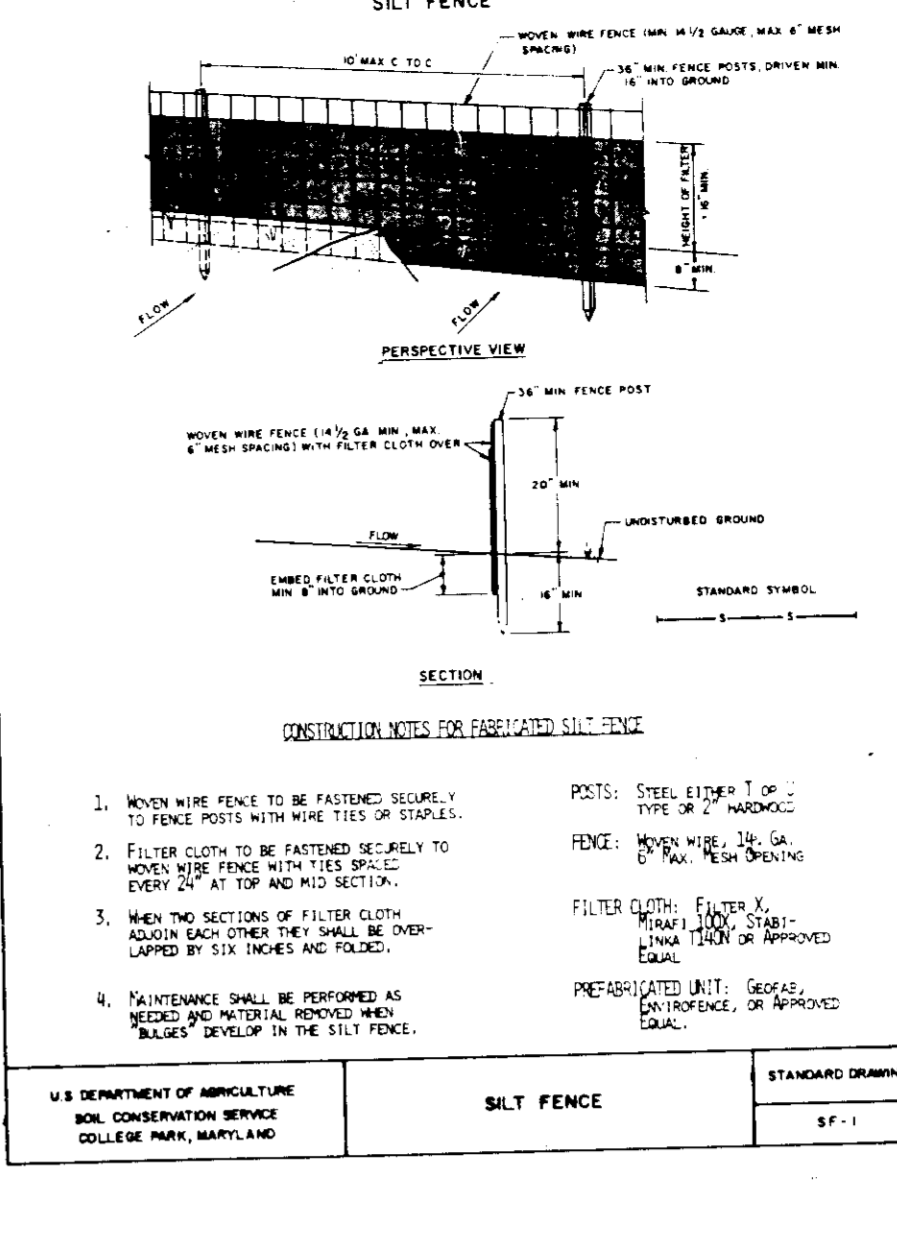 SILT FENCE
WOVEN WIRE FENCE (MIN 14 1/2 GAUGE, MAX 6" MESH
SPACING)
10' MAX C TO C
36" MIN. FENCE POSTS, DRIVEN MIN.
16" INTO GROUND
HEIGHT OF FILTER
16" MIN.
8" MIN.
FLOW
FLOW
PERSPECTIVE VIEW
36" MIN FENCE POST
WOVEN WIRE FENCE (14 1/2 GA MIN, MAX.
6" MESH SPACING) WITH FILTER CLOTH OVER
20" MIN
UNDISTURBED GROUND
FLOW
EMBED FILTER CLOTH
MIN 8" INTO GROUND
16" MIN
STANDARD SYMBOL
S S
SECTION
CONSTRUCTION NOTES FOR FABRICATED SILT FENCE
1. WOVEN WIRE FENCE TO BE FASTENED SECURELY
TO FENCE POSTS WITH WIRE TIES OR STAPLES.
2. FILTER CLOTH TO BE FASTENED SECURELY TO
WOVEN WIRE FENCE WITH TIES SPACED
EVERY 24" AT TOP AND MID SECTION.
3. WHEN TWO SECTIONS OF FILTER CLOTH
ADJOIN EACH OTHER THEY SHALL BE OVER-
LAPPED BY SIX INCHES AND FOLDED.
4. MAINTENANCE SHALL BE PERFORMED AS
NEEDED AND MATERIAL REMOVED WHEN
"BULGES" DEVELOP IN THE SILT FENCE.
POSTS: STEEL EITHER T OR U
TYPE OR 2" HARDWOOD
FENCE: WOVEN WIRE, 14. GA.
6" MAX. MESH OPENING
FILTER CLOTH: FILTER X,
MIRAFI 100X, STABI-
LINKA T140N OR APPROVED
EQUAL
PREFABRICATED UNIT: GEOFAB,
ENVIROFENCE, OR APPROVED
EQUAL.
U.S DEPARTMENT OF AGRICULTURE
SOIL CONSERVATION SERVICE
COLLEGE PARK, MARYLAND
SILT FENCE
STANDARD DRAWIN
SF-1